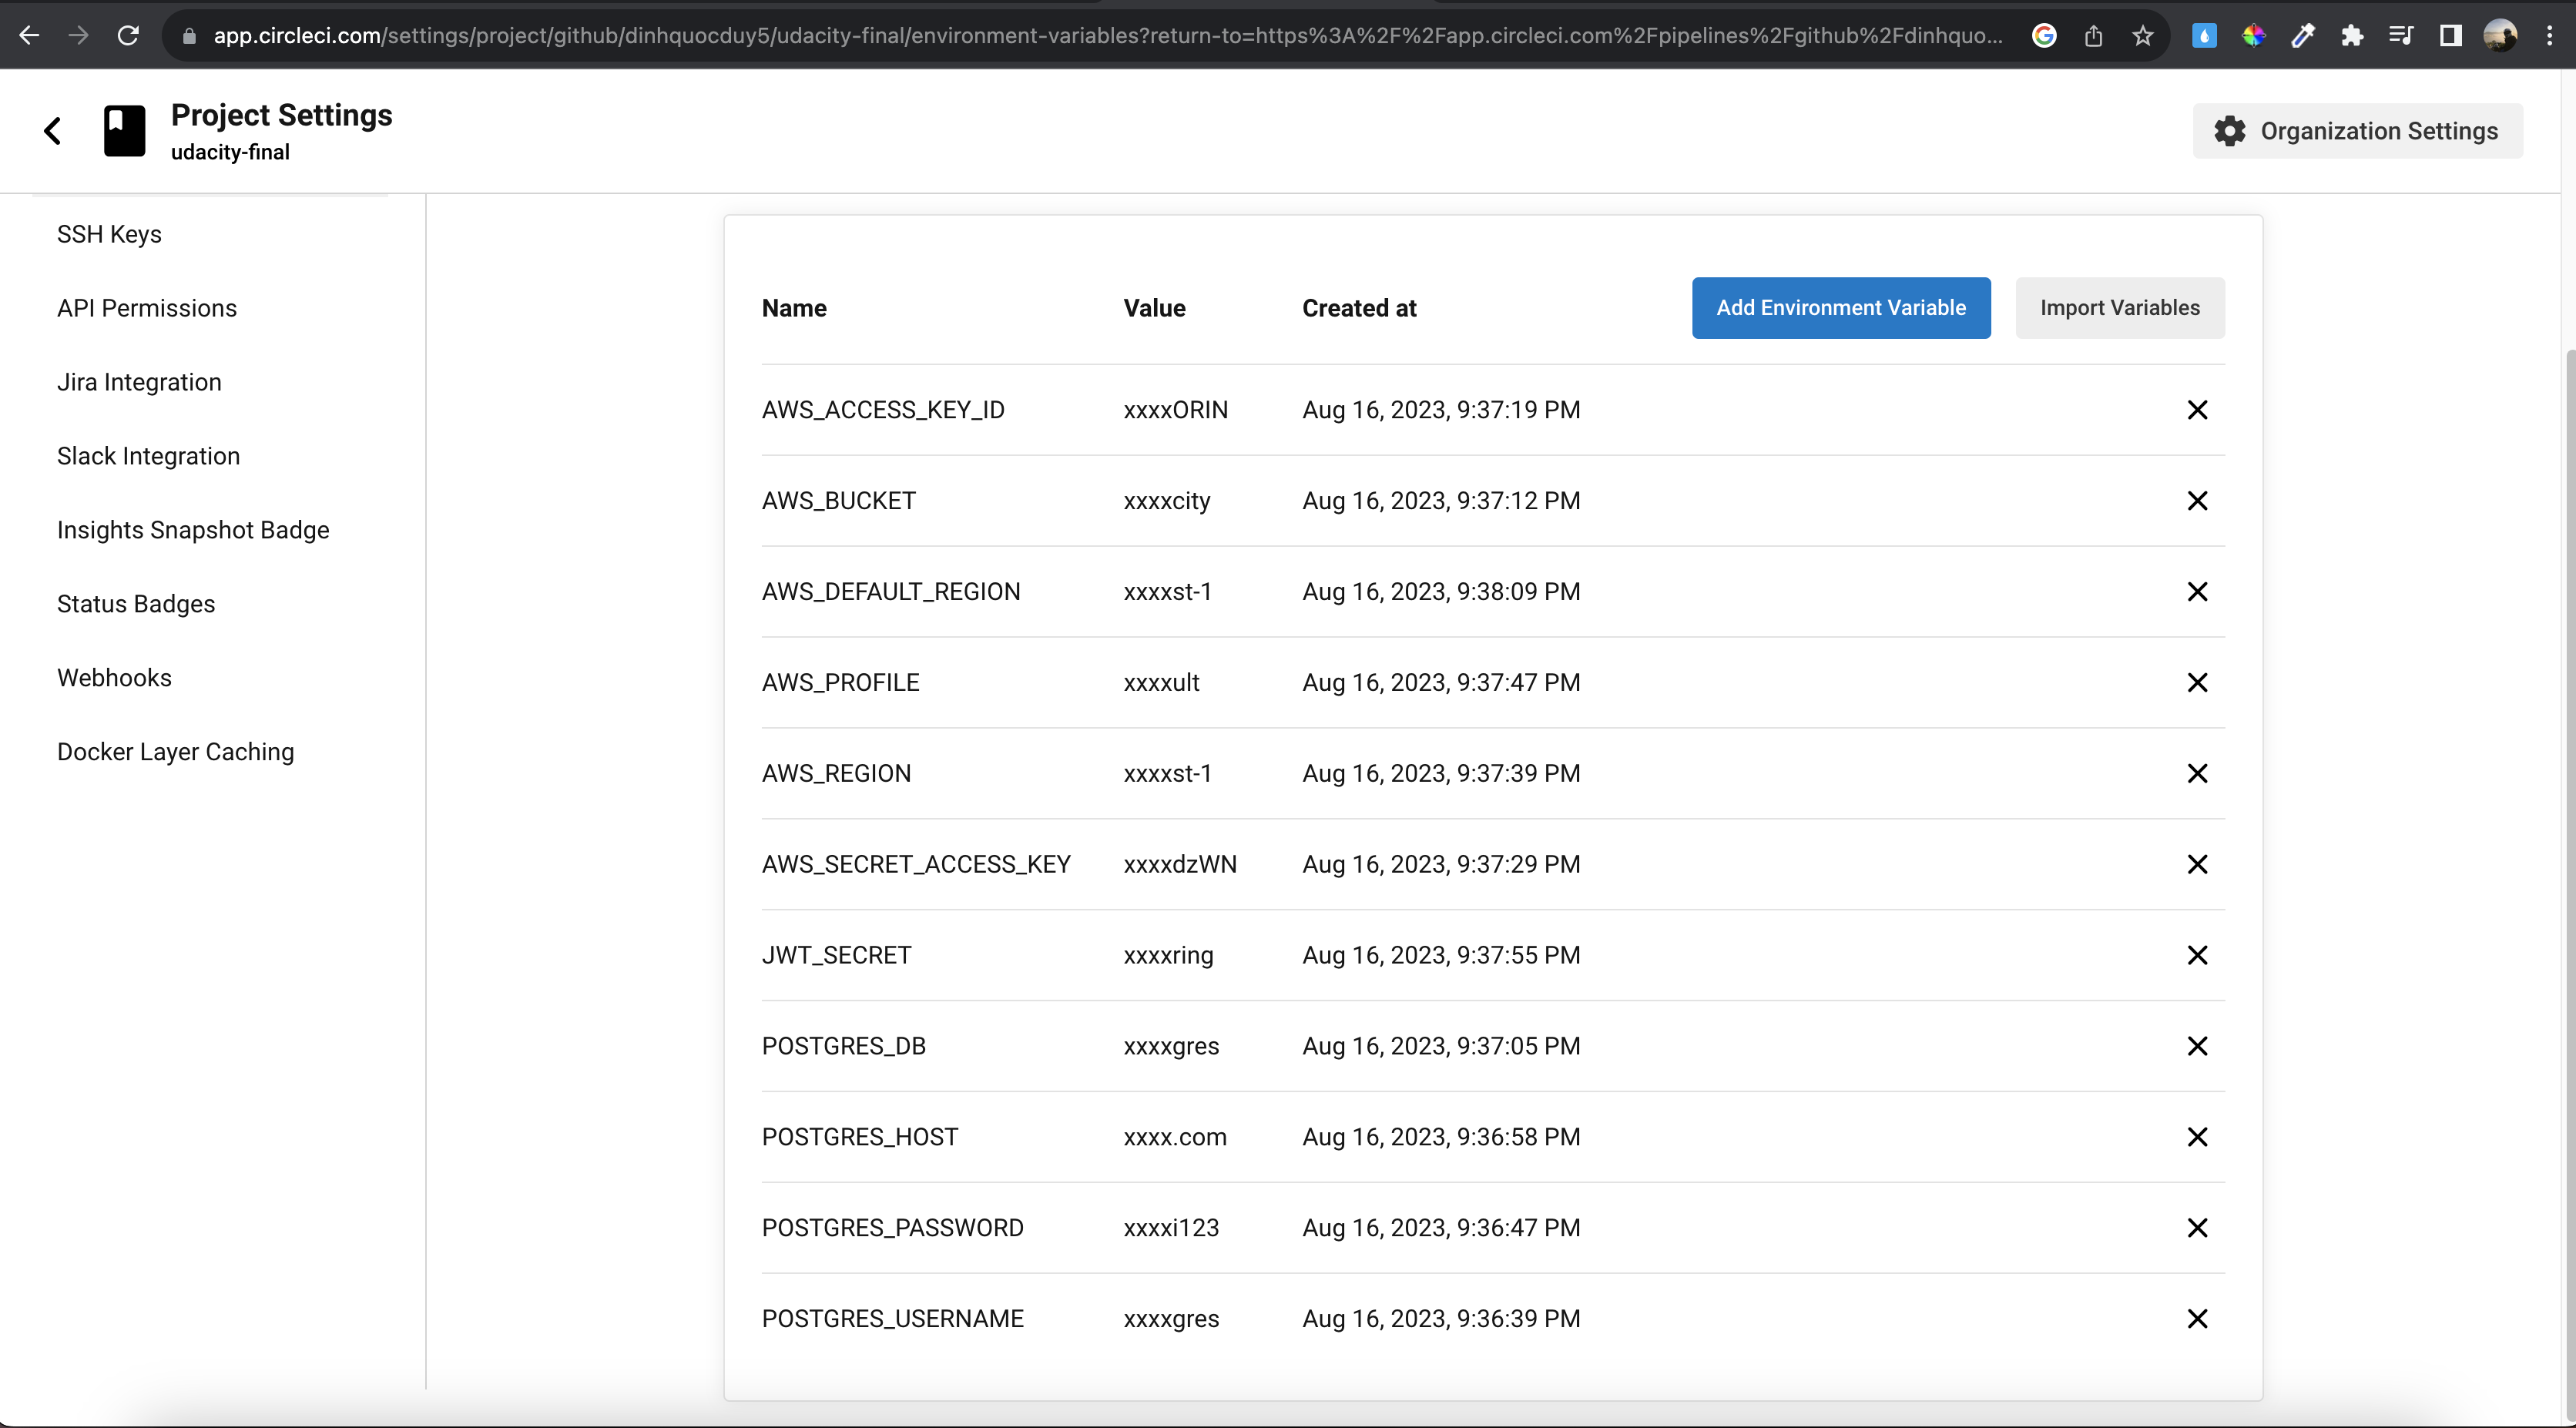 app.circleci.com/settings/project/github/dinhquocduy5/udacity-final/environment-variables?return-to=https%3A%2F%2Fapp.circleci.com%2Fpipelines%2Fgithub%2Fdinhquo...
Project Settings
udacity-final
Organization Settings
SSH Keys
API Permissions
Jira Integration
Slack Integration
Insights Snapshot Badge
Status Badges
Webhooks
Docker Layer Caching
Name Value Created at Add Environment Variable Import Variables
AWS_ACCESS_KEY_ID xxxxORIN Aug 16, 2023, 9:37:19 PM
AWS_BUCKET xxxxcity Aug 16, 2023, 9:37:12 PM
AWS_DEFAULT_REGION xxxxst-1 Aug 16, 2023, 9:38:09 PM
AWS_PROFILE xxxxult Aug 16, 2023, 9:37:47 PM
AWS_REGION xxxxst-1 Aug 16, 2023, 9:37:39 PM
AWS_SECRET_ACCESS_KEY xxxxdzWN Aug 16, 2023, 9:37:29 PM
JWT_SECRET xxxxring Aug 16, 2023, 9:37:55 PM
POSTGRES_DB xxxxgres Aug 16, 2023, 9:37:05 PM
POSTGRES_HOST xxxx.com Aug 16, 2023, 9:36:58 PM
POSTGRES_PASSWORD xxxxi123 Aug 16, 2023, 9:36:47 PM
POSTGRES_USERNAME xxxxgres Aug 16, 2023, 9:36:39 PM